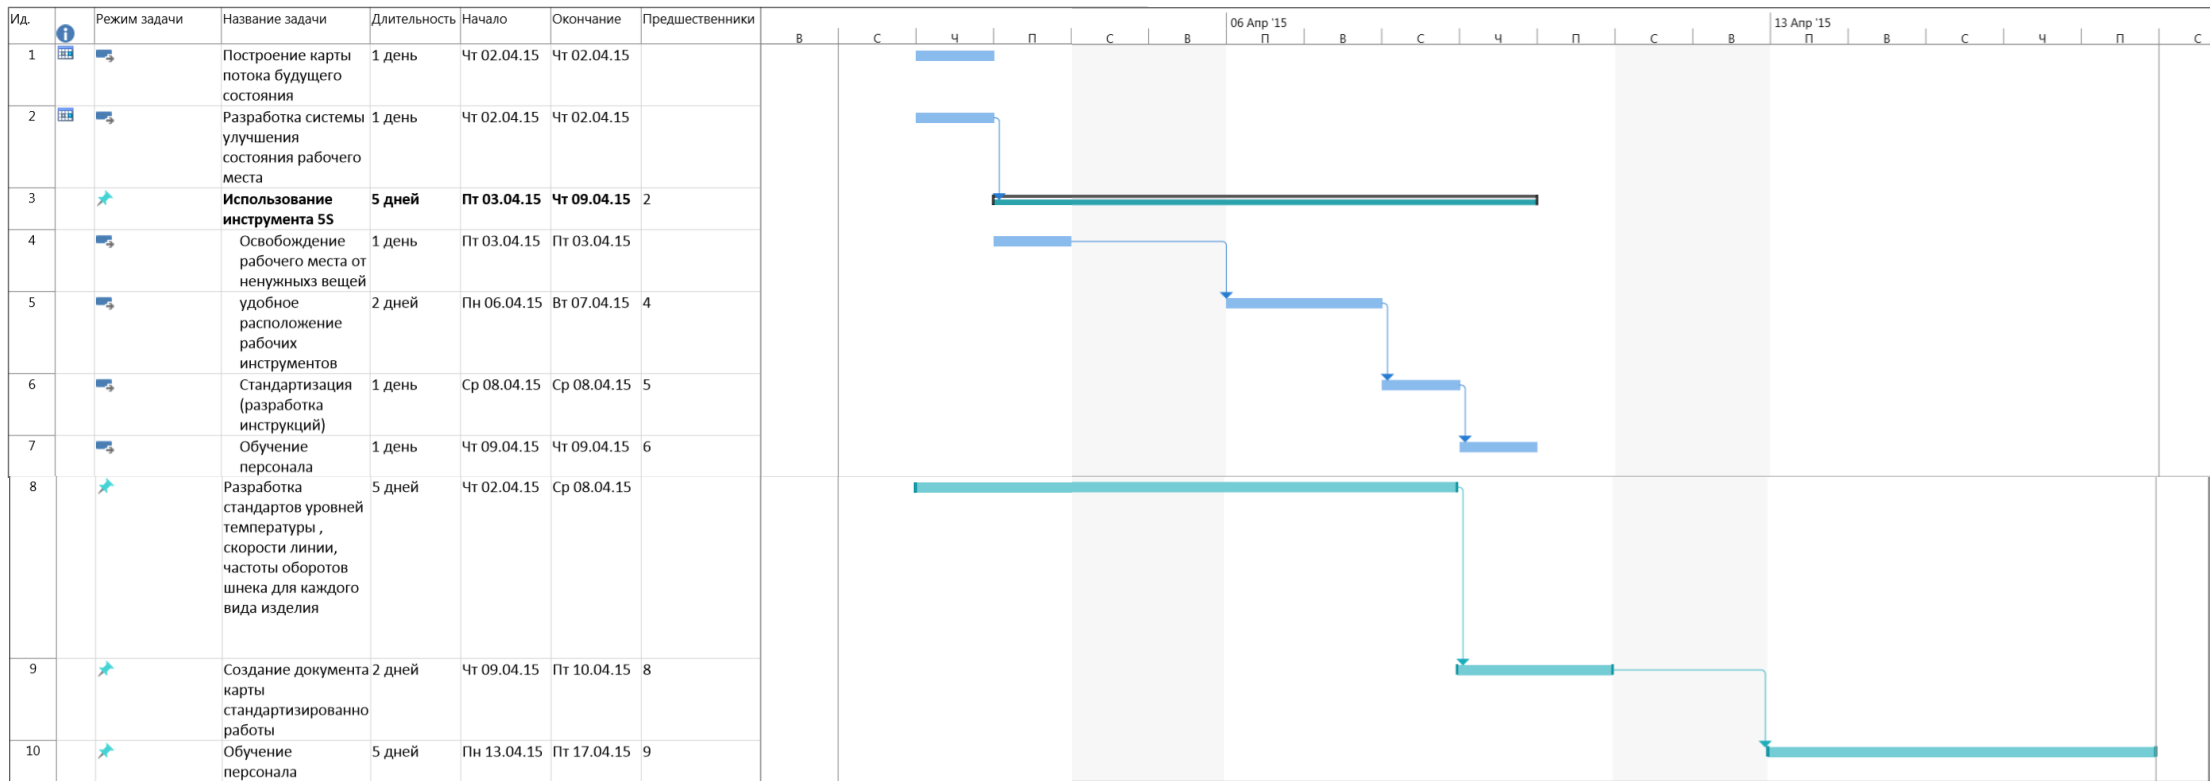 Ид. Режим задачи Название задачи Длительность Начало Окончание Предшественники
06 Апр '15 13 Апр '15
В С Ч П С В П В С Ч П С В П В С Ч П С
1 Построение карты 1 день Чт 02.04.15 Чт 02.04.15
потока будущего
состояния
2 Разработка системы 1 день Чт 02.04.15 Чт 02.04.15
улучшения
состояния рабочего
места
3 Использование 5 дней Пт 03.04.15 Чт 09.04.15 2
инструмента 5S
4 Освобождение 1 день Пт 03.04.15 Пт 03.04.15
рабочего места от
ненужныхз вещей
5 удобное 2 дней Пн 06.04.15 Вт 07.04.15 4
расположение
рабочих
инструментов
6 Стандартизация 1 день Ср 08.04.15 Ср 08.04.15 5
(разработка
инструкций)
7 Обучение 1 день Чт 09.04.15 Чт 09.04.15 6
персонала
8 Разработка 5 дней Чт 02.04.15 Ср 08.04.15
стандартов уровней
температуры ,
скорости линии,
частоты оборотов
шнека для каждого
вида изделия
9 Создание документа 2 дней Чт 09.04.15 Пт 10.04.15 8
карты
стандартизированно
работы
10 Обучение 5 дней Пн 13.04.15 Пт 17.04.15 9
персонала